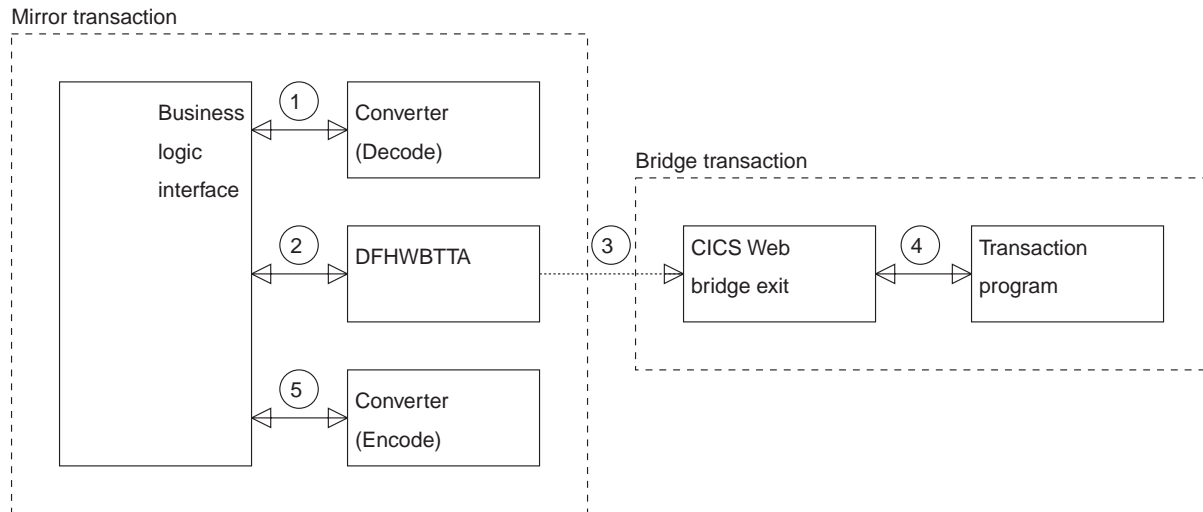 Mirror transaction
Business
logic
interface
1
Converter
(Decode)
Bridge transaction
2
DFHWBTTA
3
CICS Web
bridge exit
4
Transaction
program
5
Converter
(Encode)